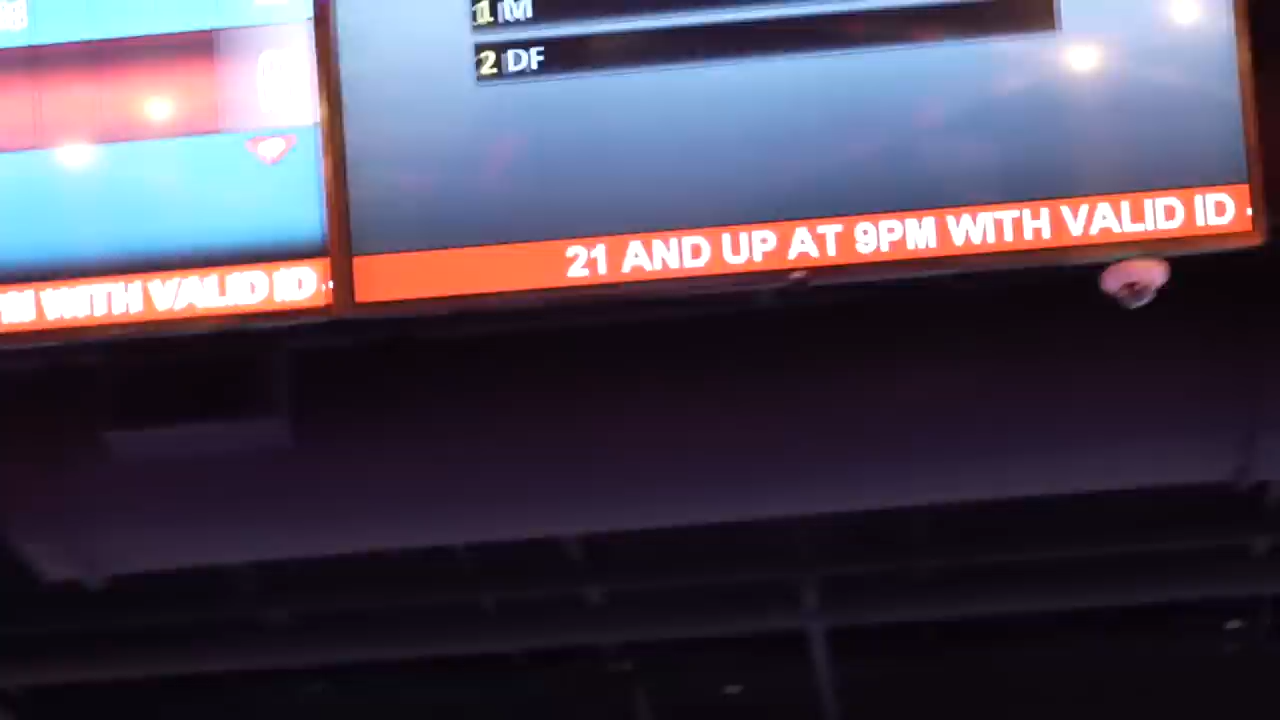 1 M
2 DF
21 AND UP AT 9PM WITH VALID ID -
WITH VALID ID -